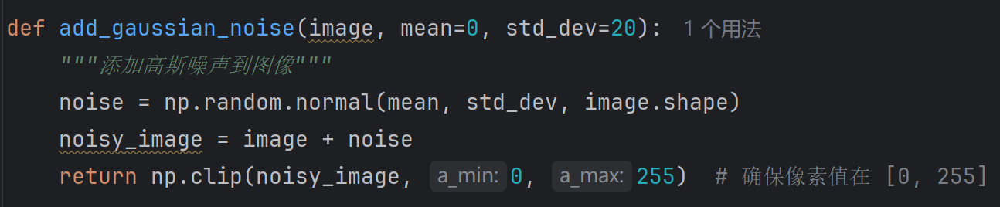 def add_gaussian_noise(image, mean=0, std_dev=20): 1 个用法
"""添加高斯噪声到图像"""
noise = np.random.normal(mean, std_dev, image.shape)
noisy_image = image + noise
return np.clip(noisy_image, a_min: 0, a_max: 255) # 确保像素值在 [0, 255]